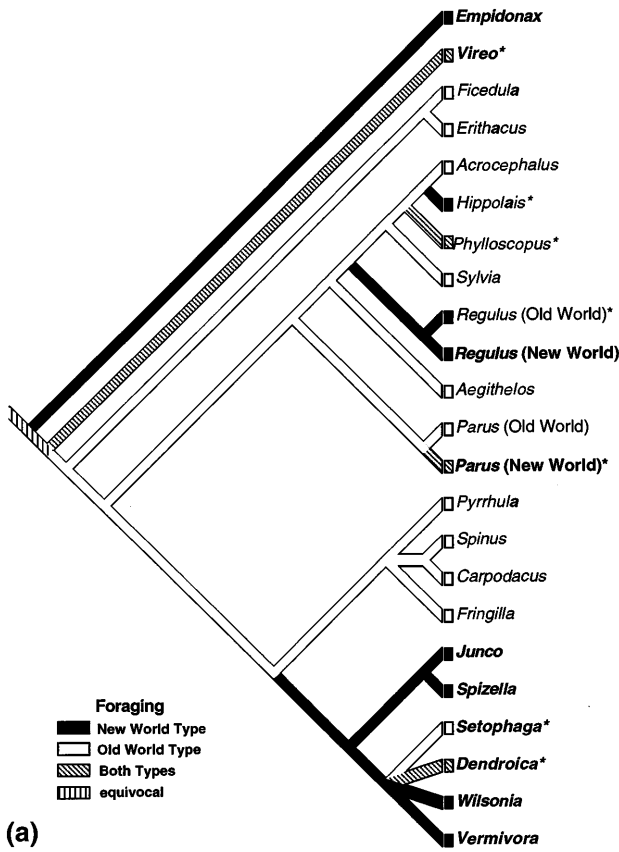 Empidonax
Vireo*
Ficedula
Erithacus
Acrocephalus
Hippolais*
Phylloscopus*
Sylvia
Regulus (Old World)*
Regulus (New World)
Aegithelos
Parus (Old World)
Parus (New World)*
Pyrrhula
Spinus
Carpodacus
Fringilla
Junco
Spizella
Setophaga*
Dendroica*
Wilsonia
Vermivora
Foraging
New World Type
Old World Type
Both Types
equivocal
(a)